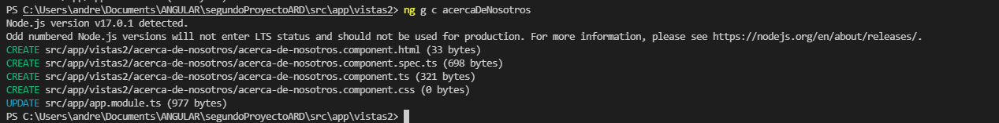 PS C:\Users\andre\Documents\ANGULAR\segundoProyectoARD\src\app\vistas2> ng g c acercaDeNosotros
Node.js version v17.0.1 detected.
Odd numbered Node.js versions will not enter LTS status and should not be used for production. For more information, please see https://nodejs.org/en/about/releases/.
CREATE src/app/vistas2/acerca-de-nosotros/acerca-de-nosotros.component.html (33 bytes)
CREATE src/app/vistas2/acerca-de-nosotros/acerca-de-nosotros.component.spec.ts (698 bytes)
CREATE src/app/vistas2/acerca-de-nosotros/acerca-de-nosotros.component.ts (321 bytes)
CREATE src/app/vistas2/acerca-de-nosotros/acerca-de-nosotros.component.css (0 bytes)
UPDATE src/app/app.module.ts (977 bytes)
PS C:\Users\andre\Documents\ANGULAR\segundoProyectoARD\src\app\vistas2>